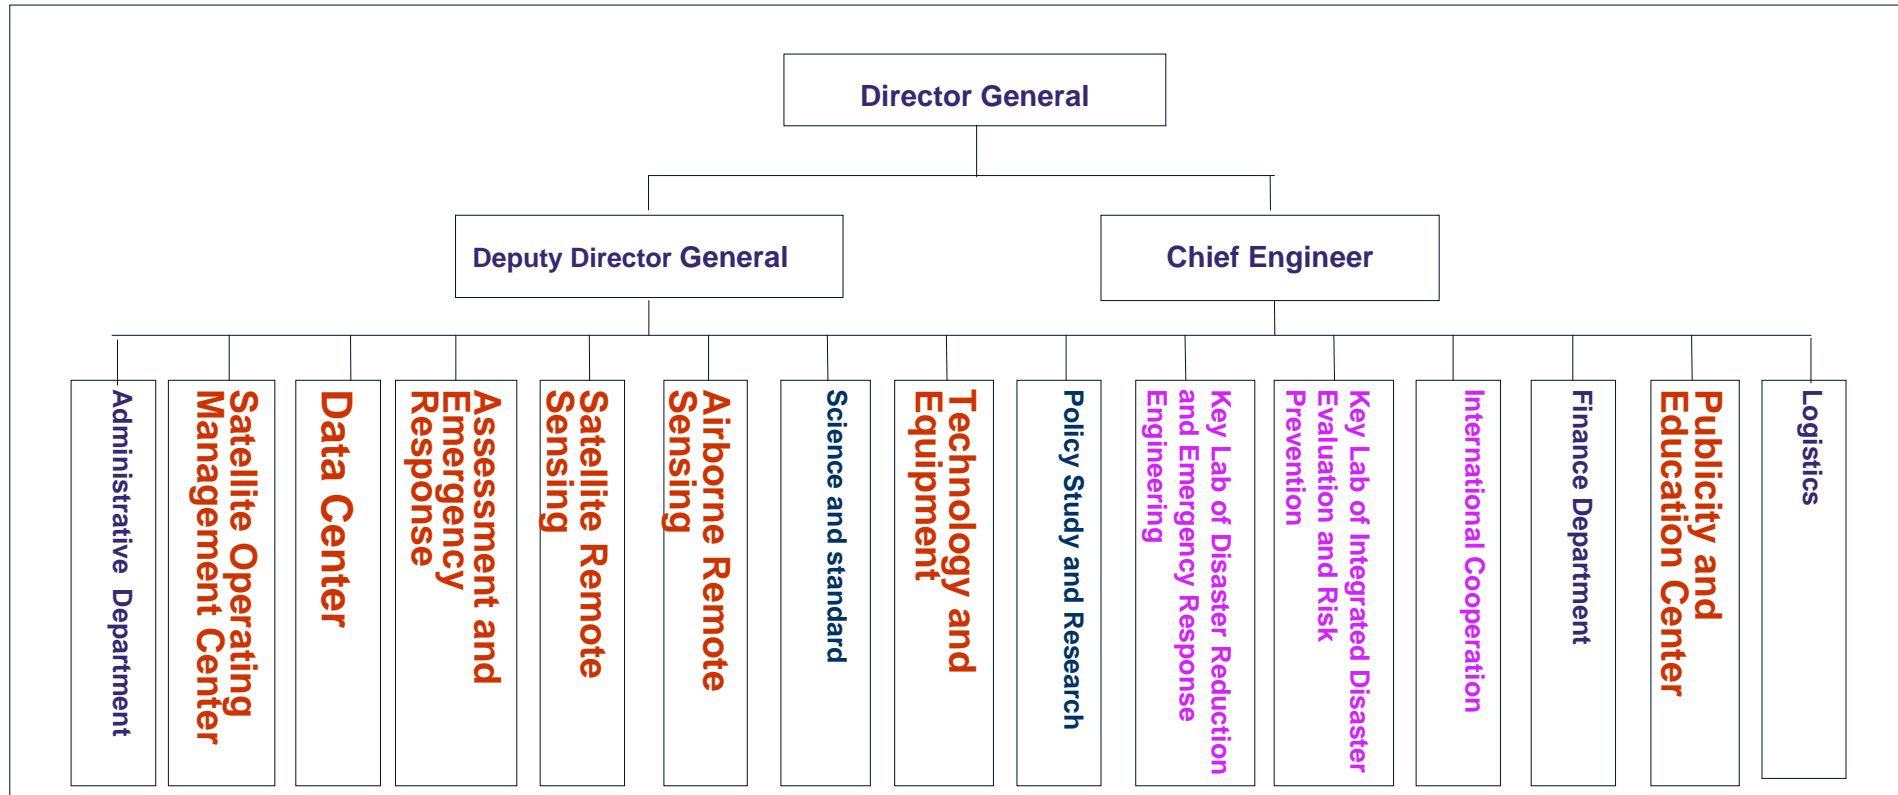 Director General
Deputy Director General
Chief Engineer
Administrative Department
Satellite Operating
Management Center
Data Center
Assessment and
Emergency
Response
Satellite Remote
Sensing
Airborne Remote
Sensing
Science and standard
Technology and
Equipment
Policy Study and Research
Key Lab of Disaster Reduction
and Emergency Response
Engineering
Key Lab of Integrated Disaster
Evaluation and Risk
Prevention
International Cooperation
Finance Department
Publicity and
Education Center
Logistics